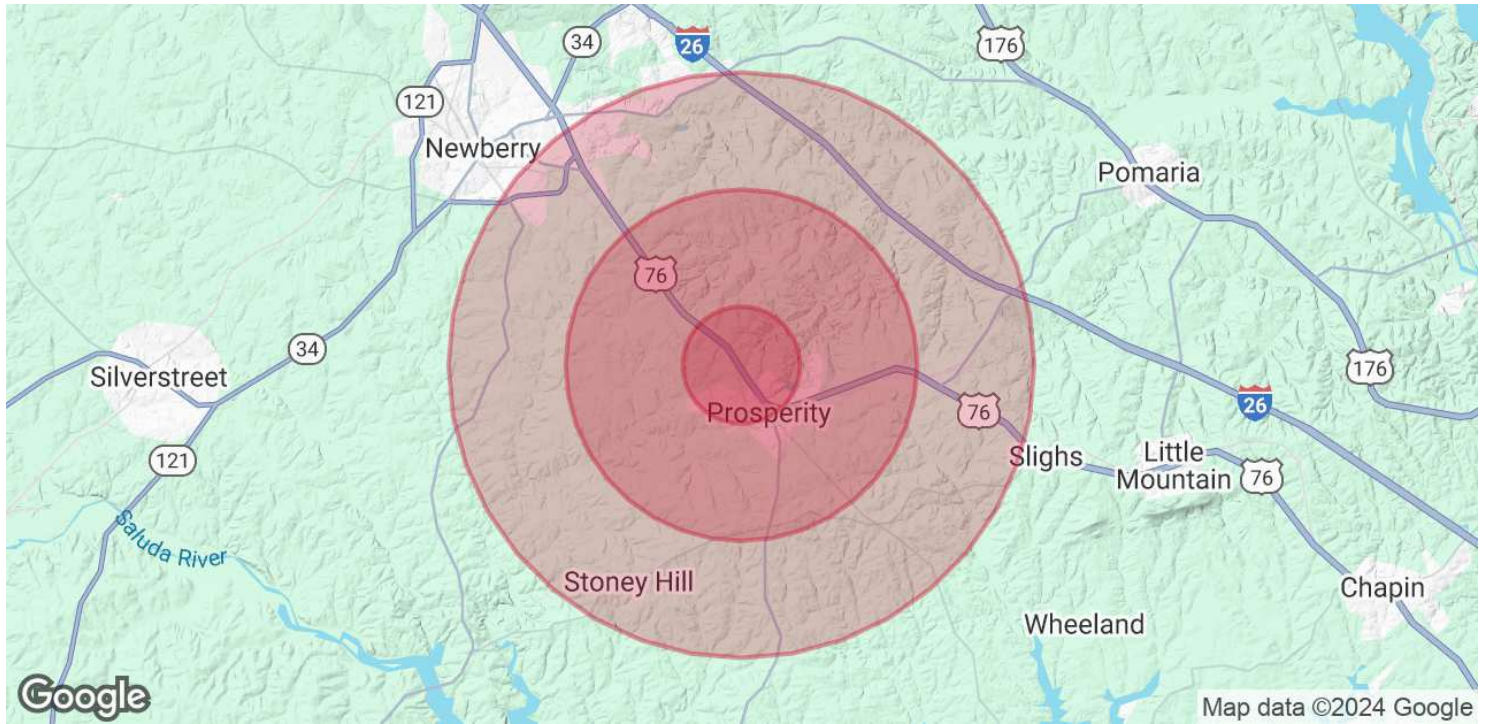 34
26
176
121
Newberry
Pomaria
76
34
Silverstreet
176
26
Prosperity
76
121
Slighs
Little
Mountain
76
Saluda River
Stoney Hill
Chapin
Wheeland
Google
Map data ©2024 Google